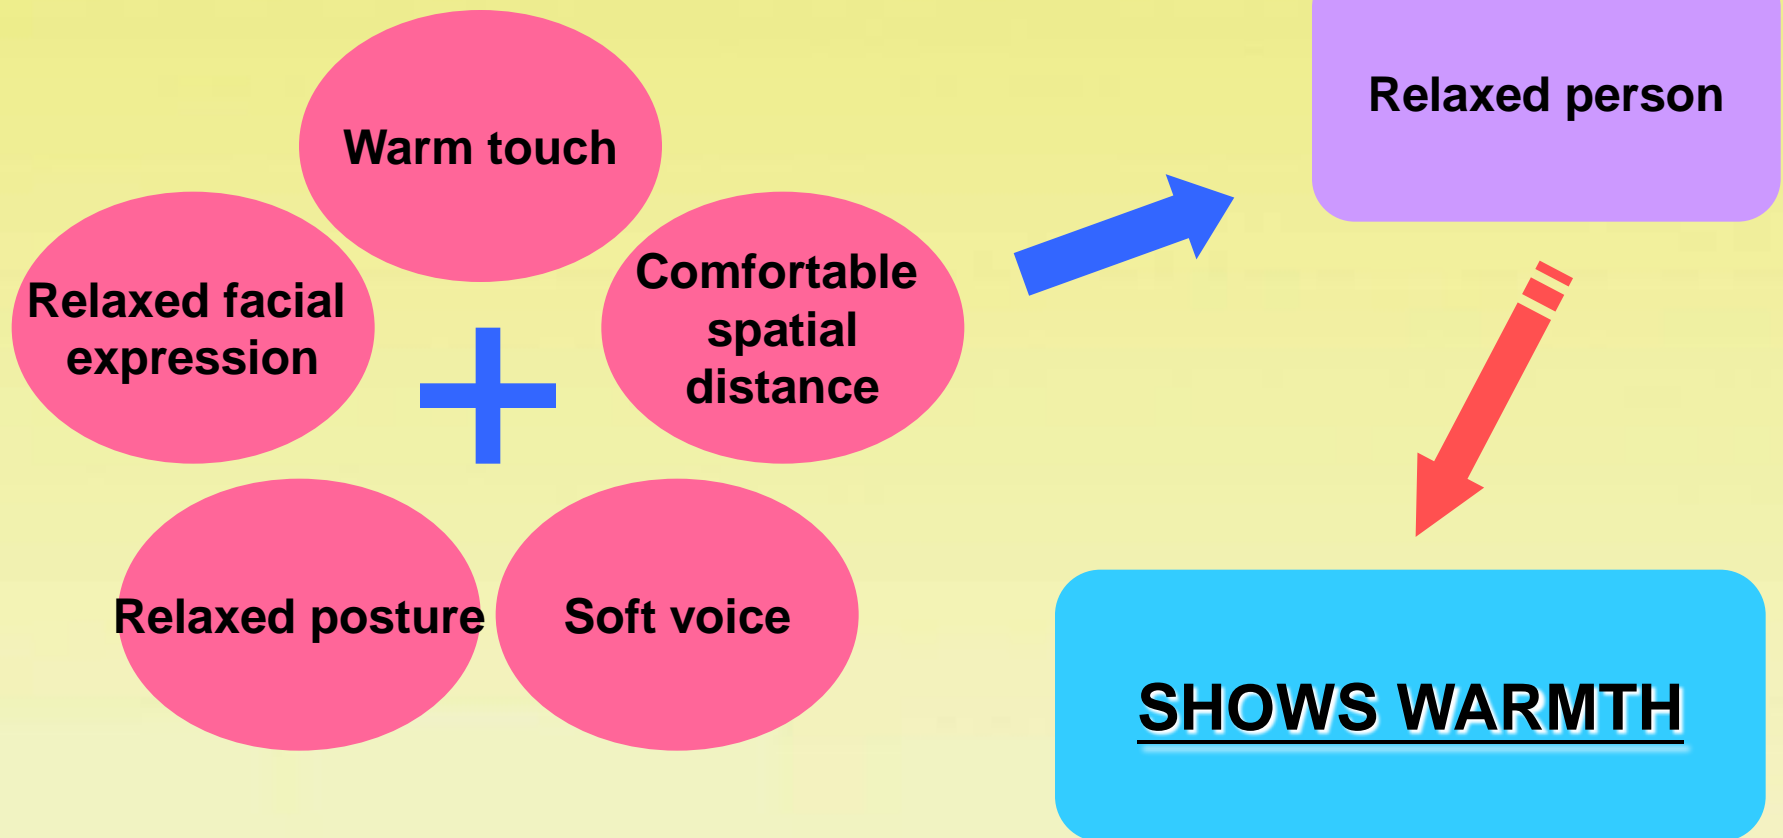 Warm touch
Relaxed facial
expression
Comfortable
spatial
distance
Relaxed posture
Soft voice
Relaxed person
SHOWS WARMTH